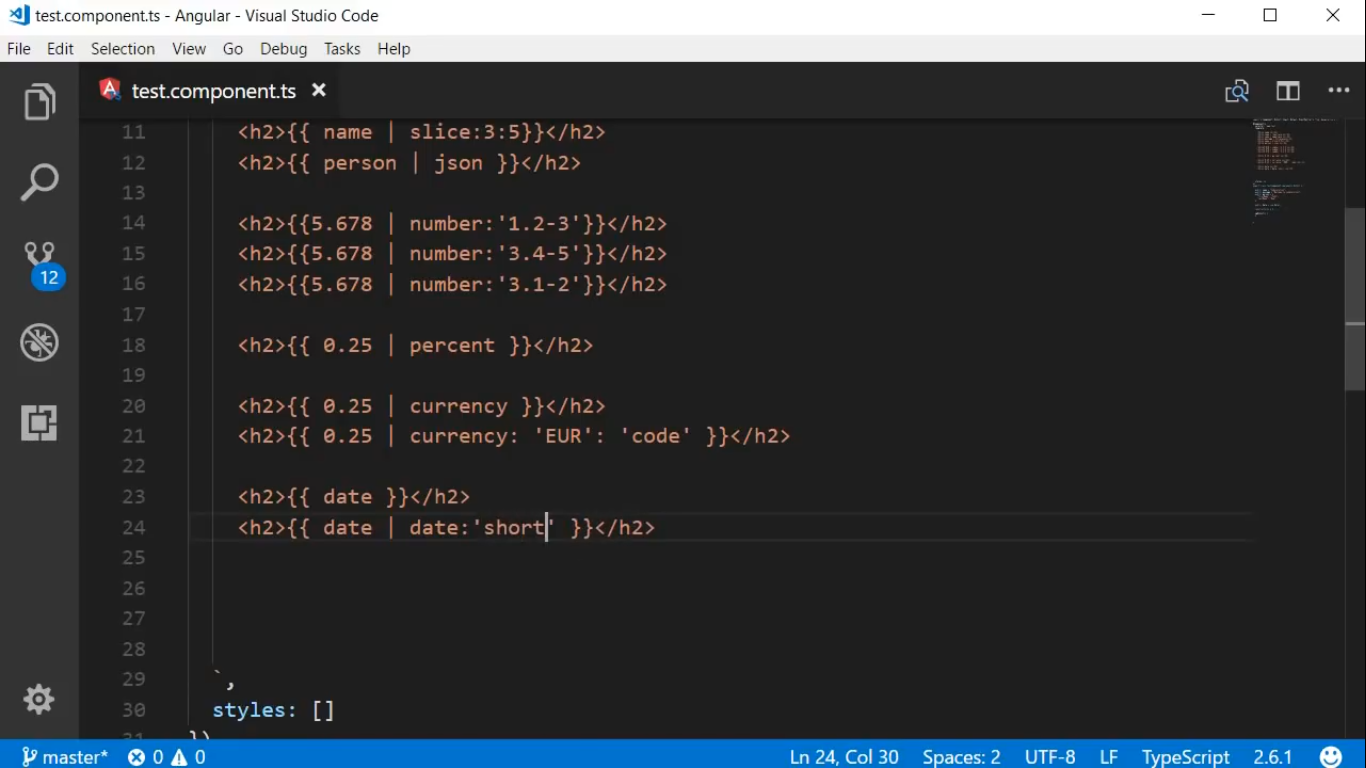 test.component.ts - Angular - Visual Studio Code
File Edit Selection View Go Debug Tasks Help
test.component.ts
11 <h2>{{ name | slice:3:5}}</h2>
12 <h2>{{ person | json }}</h2>
13
14 <h2>{{5.678 | number:'1.2-3'}}</h2>
15 <h2>{{5.678 | number:'3.4-5'}}</h2>
16 <h2>{{5.678 | number:'3.1-2'}}</h2>
17
18 <h2>{{ 0.25 | percent }}</h2>
19
20 <h2>{{ 0.25 | currency }}</h2>
21 <h2>{{ 0.25 | currency: 'EUR': 'code' }}</h2>
22
23 <h2>{{ date }}</h2>
24 <h2>{{ date | date:'short' }}</h2>
25
26
27
28
29 `,
30 styles: []
31 })
12
master* 0 0 Ln 24, Col 30 Spaces: 2 UTF-8 LF TypeScript 2.6.1